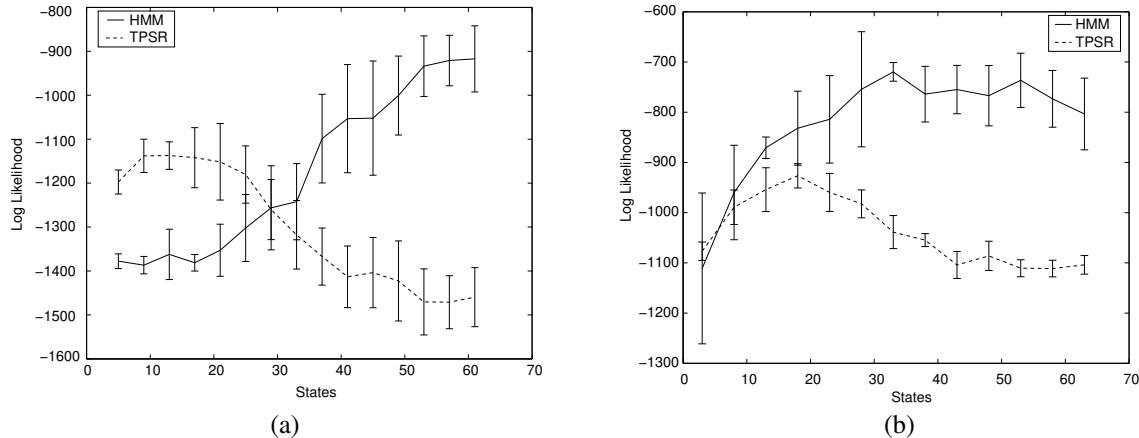 −800
−900
−1000
−1100
−1200
−1300
−1400
−1500
−1600
Log Likelihood
HMM
TPSR
0 10 20 30 40 50 60 70
States
(a)
−600
−700
−800
−900
−1000
−1100
−1200
−1300
Log Likelihood
HMM
TPSR
0 10 20 30 40 50 60 70
States
(b)